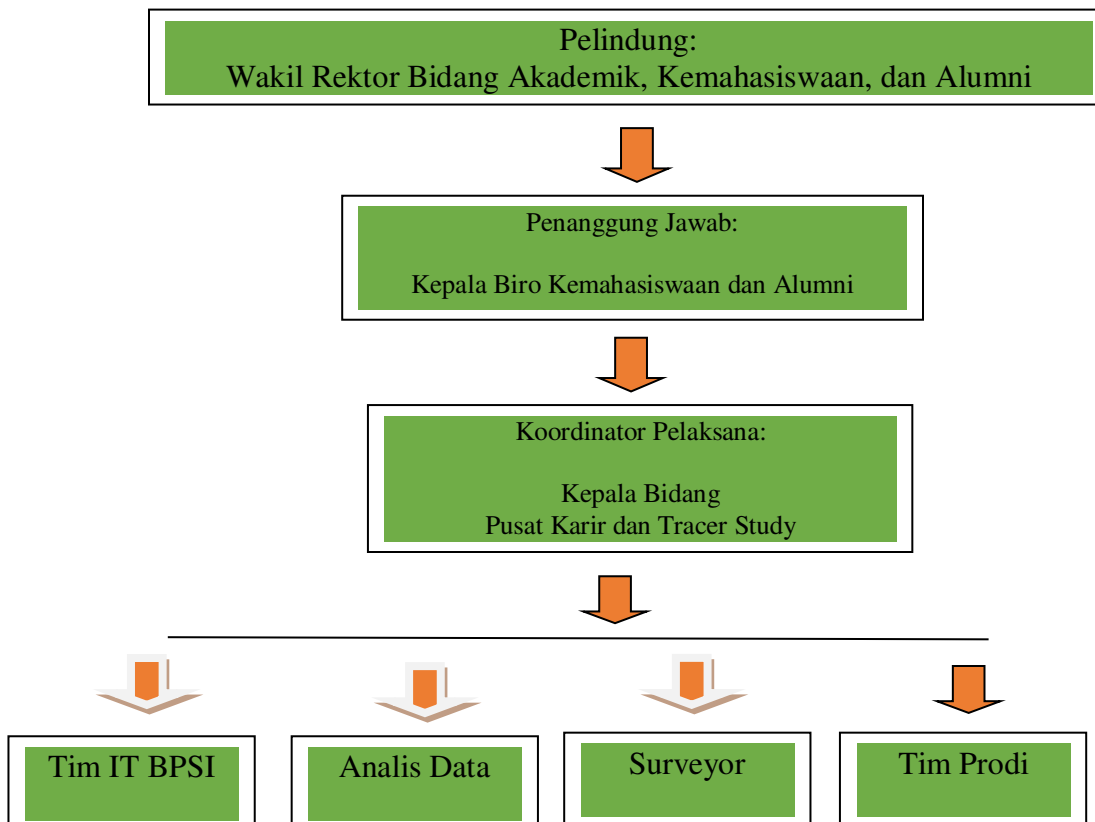 Pelindung:
Wakil Rektor Bidang Akademik, Kemahasiswaan, dan Alumni
Penanggung Jawab:
Kepala Biro Kemahasiswaan dan Alumni
Koordinator Pelaksana:
Kepala Bidang
Pusat Karir dan Tracer Study
Tim IT BPSI
Analis Data
Surveyor
Tim Prodi